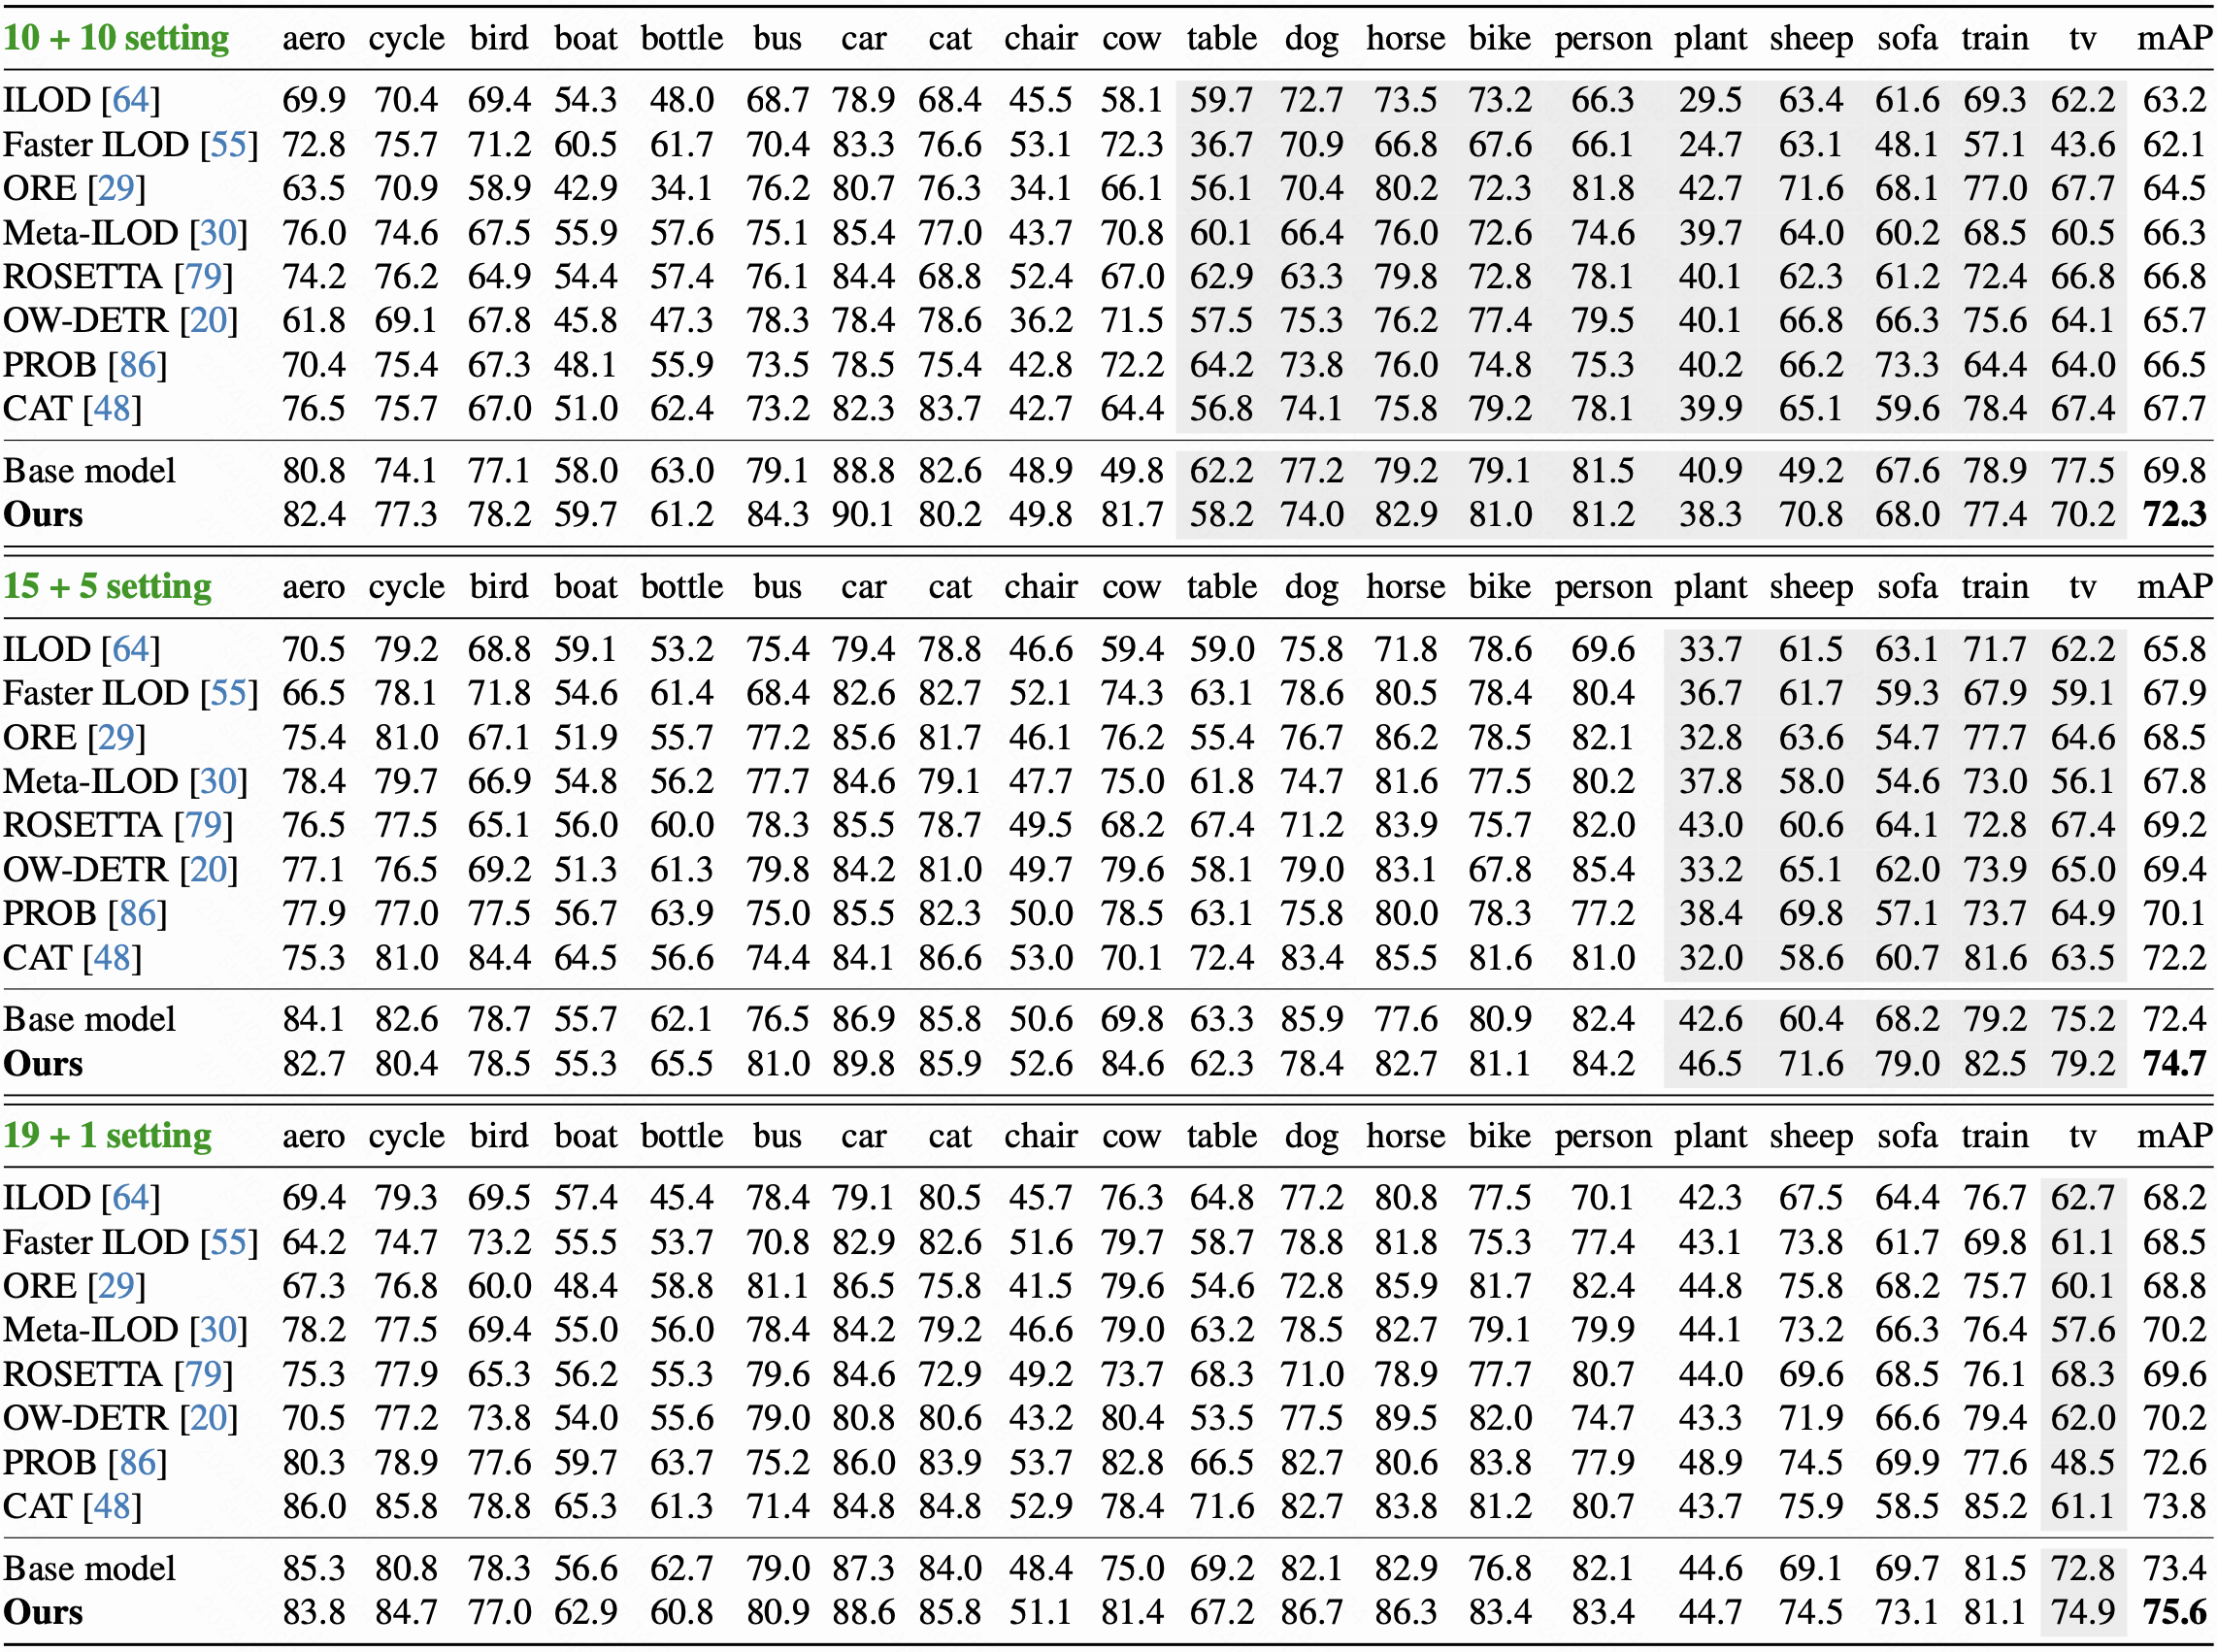 10 + 10 setting aero cycle bird boat bottle bus car cat chair cow table dog horse bike person plant sheep sofa train tv mAP
ILOD [64] 69.9 70.4 69.4 54.3 48.0 68.7 78.9 68.4 45.5 58.1 59.7 72.7 73.5 73.2 66.3 29.5 63.4 61.6 69.3 62.2 63.2
Faster ILOD [55] 72.8 75.7 71.2 60.5 61.7 70.4 83.3 76.6 53.1 72.3 36.7 70.9 66.8 67.6 66.1 24.7 63.1 48.1 57.1 43.6 62.1
ORE [29] 63.5 70.9 58.9 42.9 34.1 76.2 80.7 76.3 34.1 66.1 56.1 70.4 80.2 72.3 81.8 42.7 71.6 68.1 77.0 67.7 64.5
Meta-ILOD [30] 76.0 74.6 67.5 55.9 57.6 75.1 85.4 77.0 43.7 70.8 60.1 66.4 76.0 72.6 74.6 39.7 64.0 60.2 68.5 60.5 66.3
ROSETTA [79] 74.2 76.2 64.9 54.4 57.4 76.1 84.4 68.8 52.4 67.0 62.9 63.3 79.8 72.8 78.1 40.1 62.3 61.2 72.4 66.8 66.8
OW-DETR [20] 61.8 69.1 67.8 45.8 47.3 78.3 78.4 78.6 36.2 71.5 57.5 75.3 76.2 77.4 79.5 40.1 66.8 66.3 75.6 64.1 65.7
PROB [86] 70.4 75.4 67.3 48.1 55.9 73.5 78.5 75.4 42.8 72.2 64.2 73.8 76.0 74.8 75.3 40.2 66.2 73.3 64.4 64.0 66.5
CAT [48] 76.5 75.7 67.0 51.0 62.4 73.2 82.3 83.7 42.7 64.4 56.8 74.1 75.8 79.2 78.1 39.9 65.1 59.6 78.4 67.4 67.7
Base model 80.8 74.1 77.1 58.0 63.0 79.1 88.8 82.6 48.9 49.8 62.2 77.2 79.2 79.1 81.5 40.9 49.2 67.6 78.9 77.5 69.8
Ours 82.4 77.3 78.2 59.7 61.2 84.3 90.1 80.2 49.8 81.7 58.2 74.0 82.9 81.0 81.2 38.3 70.8 68.0 77.4 70.2 72.3
15 + 5 setting aero cycle bird boat bottle bus car cat chair cow table dog horse bike person plant sheep sofa train tv mAP
ILOD [64] 70.5 79.2 68.8 59.1 53.2 75.4 79.4 78.8 46.6 59.4 59.0 75.8 71.8 78.6 69.6 33.7 61.5 63.1 71.7 62.2 65.8
Faster ILOD [55] 66.5 78.1 71.8 54.6 61.4 68.4 82.6 82.7 52.1 74.3 63.1 78.6 80.5 78.4 80.4 36.7 61.7 59.3 67.9 59.1 67.9
ORE [29] 75.4 81.0 67.1 51.9 55.7 77.2 85.6 81.7 46.1 76.2 55.4 76.7 86.2 78.5 82.1 32.8 63.6 54.7 77.7 64.6 68.5
Meta-ILOD [30] 78.4 79.7 66.9 54.8 56.2 77.7 84.6 79.1 47.7 75.0 61.8 74.7 81.6 77.5 80.2 37.8 58.0 54.6 73.0 56.1 67.8
ROSETTA [79] 76.5 77.5 65.1 56.0 60.0 78.3 85.5 78.7 49.5 68.2 67.4 71.2 83.9 75.7 82.0 43.0 60.6 64.1 72.8 67.4 69.2
OW-DETR [20] 77.1 76.5 69.2 51.3 61.3 79.8 84.2 81.0 49.7 79.6 58.1 79.0 83.1 67.8 85.4 33.2 65.1 62.0 73.9 65.0 69.4
PROB [86] 77.9 77.0 77.5 56.7 63.9 75.0 85.5 82.3 50.0 78.5 63.1 75.8 80.0 78.3 77.2 38.4 69.8 57.1 73.7 64.9 70.1
CAT [48] 75.3 81.0 84.4 64.5 56.6 74.4 84.1 86.6 53.0 70.1 72.4 83.4 85.5 81.6 81.0 32.0 58.6 60.7 81.6 63.5 72.2
Base model 84.1 82.6 78.7 55.7 62.1 76.5 86.9 85.8 50.6 69.8 63.3 85.9 77.6 80.9 82.4 42.6 60.4 68.2 79.2 75.2 72.4
Ours 82.7 80.4 78.5 55.3 65.5 81.0 89.8 85.9 52.6 84.6 62.3 78.4 82.7 81.1 84.2 46.5 71.6 79.0 82.5 79.2 74.7
19 + 1 setting aero cycle bird boat bottle bus car cat chair cow table dog horse bike person plant sheep sofa train tv mAP
ILOD [64] 69.4 79.3 69.5 57.4 45.4 78.4 79.1 80.5 45.7 76.3 64.8 77.2 80.8 77.5 70.1 42.3 67.5 64.4 76.7 62.7 68.2
Faster ILOD [55] 64.2 74.7 73.2 55.5 53.7 70.8 82.9 82.6 51.6 79.7 58.7 78.8 81.8 75.3 77.4 43.1 73.8 61.7 69.8 61.1 68.5
ORE [29] 67.3 76.8 60.0 48.4 58.8 81.1 86.5 75.8 41.5 79.6 54.6 72.8 85.9 81.7 82.4 44.8 75.8 68.2 75.7 60.1 68.8
Meta-ILOD [30] 78.2 77.5 69.4 55.0 56.0 78.4 84.2 79.2 46.6 79.0 63.2 78.5 82.7 79.1 79.9 44.1 73.2 66.3 76.4 57.6 70.2
ROSETTA [79] 75.3 77.9 65.3 56.2 55.3 79.6 84.6 72.9 49.2 73.7 68.3 71.0 78.9 77.7 80.7 44.0 69.6 68.5 76.1 68.3 69.6
OW-DETR [20] 70.5 77.2 73.8 54.0 55.6 79.0 80.8 80.6 43.2 80.4 53.5 77.5 89.5 82.0 74.7 43.3 71.9 66.6 79.4 62.0 70.2
PROB [86] 80.3 78.9 77.6 59.7 63.7 75.2 86.0 83.9 53.7 82.8 66.5 82.7 80.6 83.8 77.9 48.9 74.5 69.9 77.6 48.5 72.6
CAT [48] 86.0 85.8 78.8 65.3 61.3 71.4 84.8 84.8 52.9 78.4 71.6 82.7 83.8 81.2 80.7 43.7 75.9 58.5 85.2 61.1 73.8
Base model 85.3 80.8 78.3 56.6 62.7 79.0 87.3 84.0 48.4 75.0 69.2 82.1 82.9 76.8 82.1 44.6 69.1 69.7 81.5 72.8 73.4
Ours 83.8 84.7 77.0 62.9 60.8 80.9 88.6 85.8 51.1 81.4 67.2 86.7 86.3 83.4 83.4 44.7 74.5 73.1 81.1 74.9 75.6